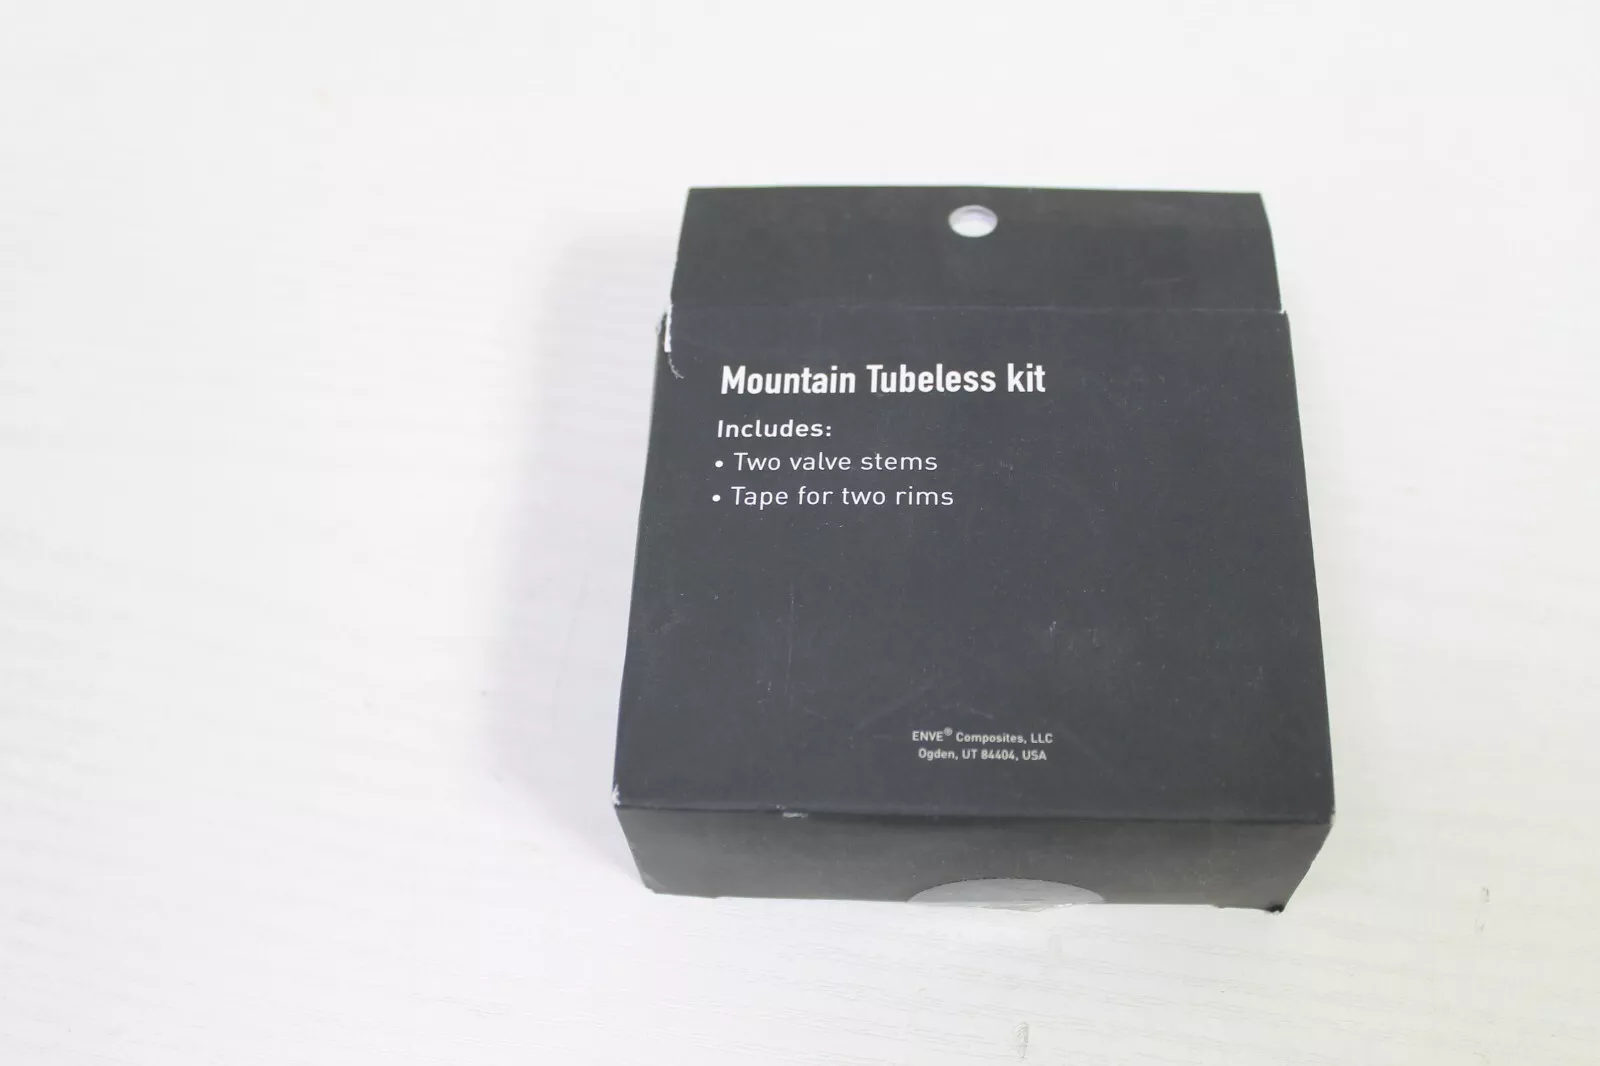 Mountain Tubeless kit
Includes:
• Two valve stems
• Tape for two rims
ENVE® Composites, LLC
Ogden, UT 84404, USA